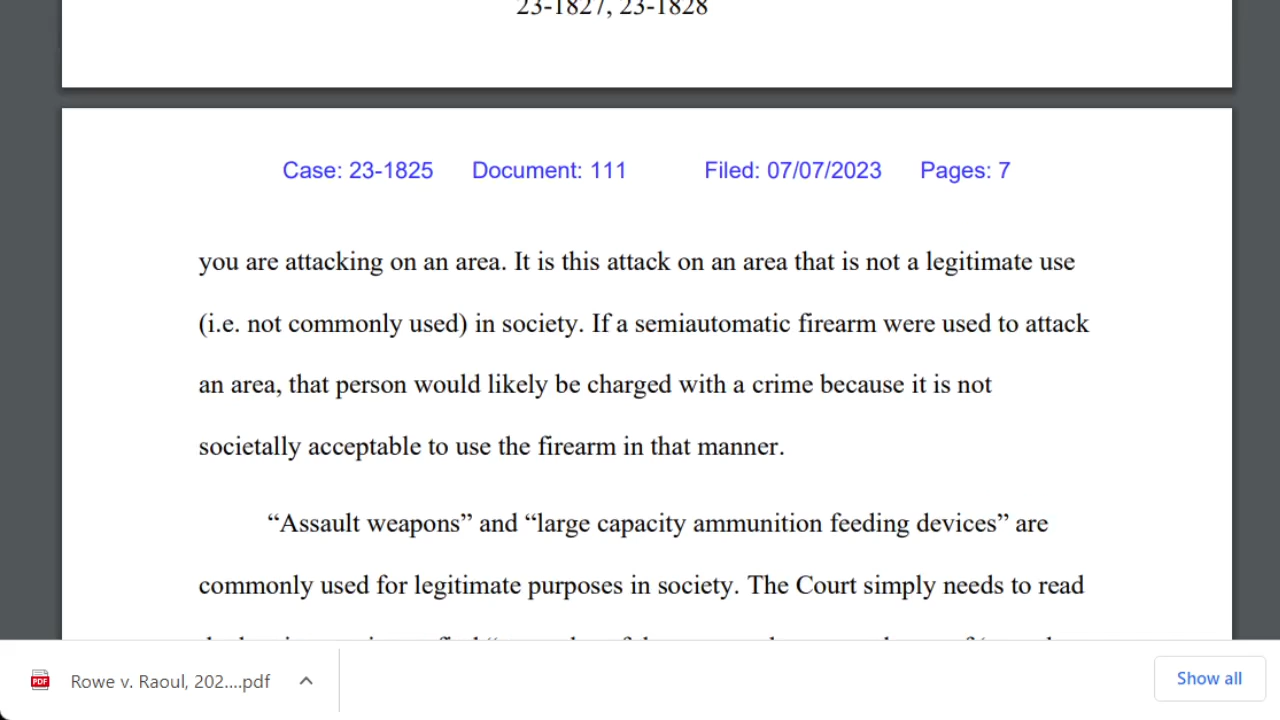 23-1827, 23-1828
Case: 23-1825 Document: 111 Filed: 07/07/2023 Pages: 7
you are attacking on an area. It is this attack on an area that is not a legitimate use
(i.e. not commonly used) in society. If a semiautomatic firearm were used to attack
an area, that person would likely be charged with a crime because it is not
societally acceptable to use the firearm in that manner.
“Assault weapons” and “large capacity ammunition feeding devices” are
commonly used for legitimate purposes in society. The Court simply needs to read
PDF
Rowe v. Raoul, 202....pdf
Show all